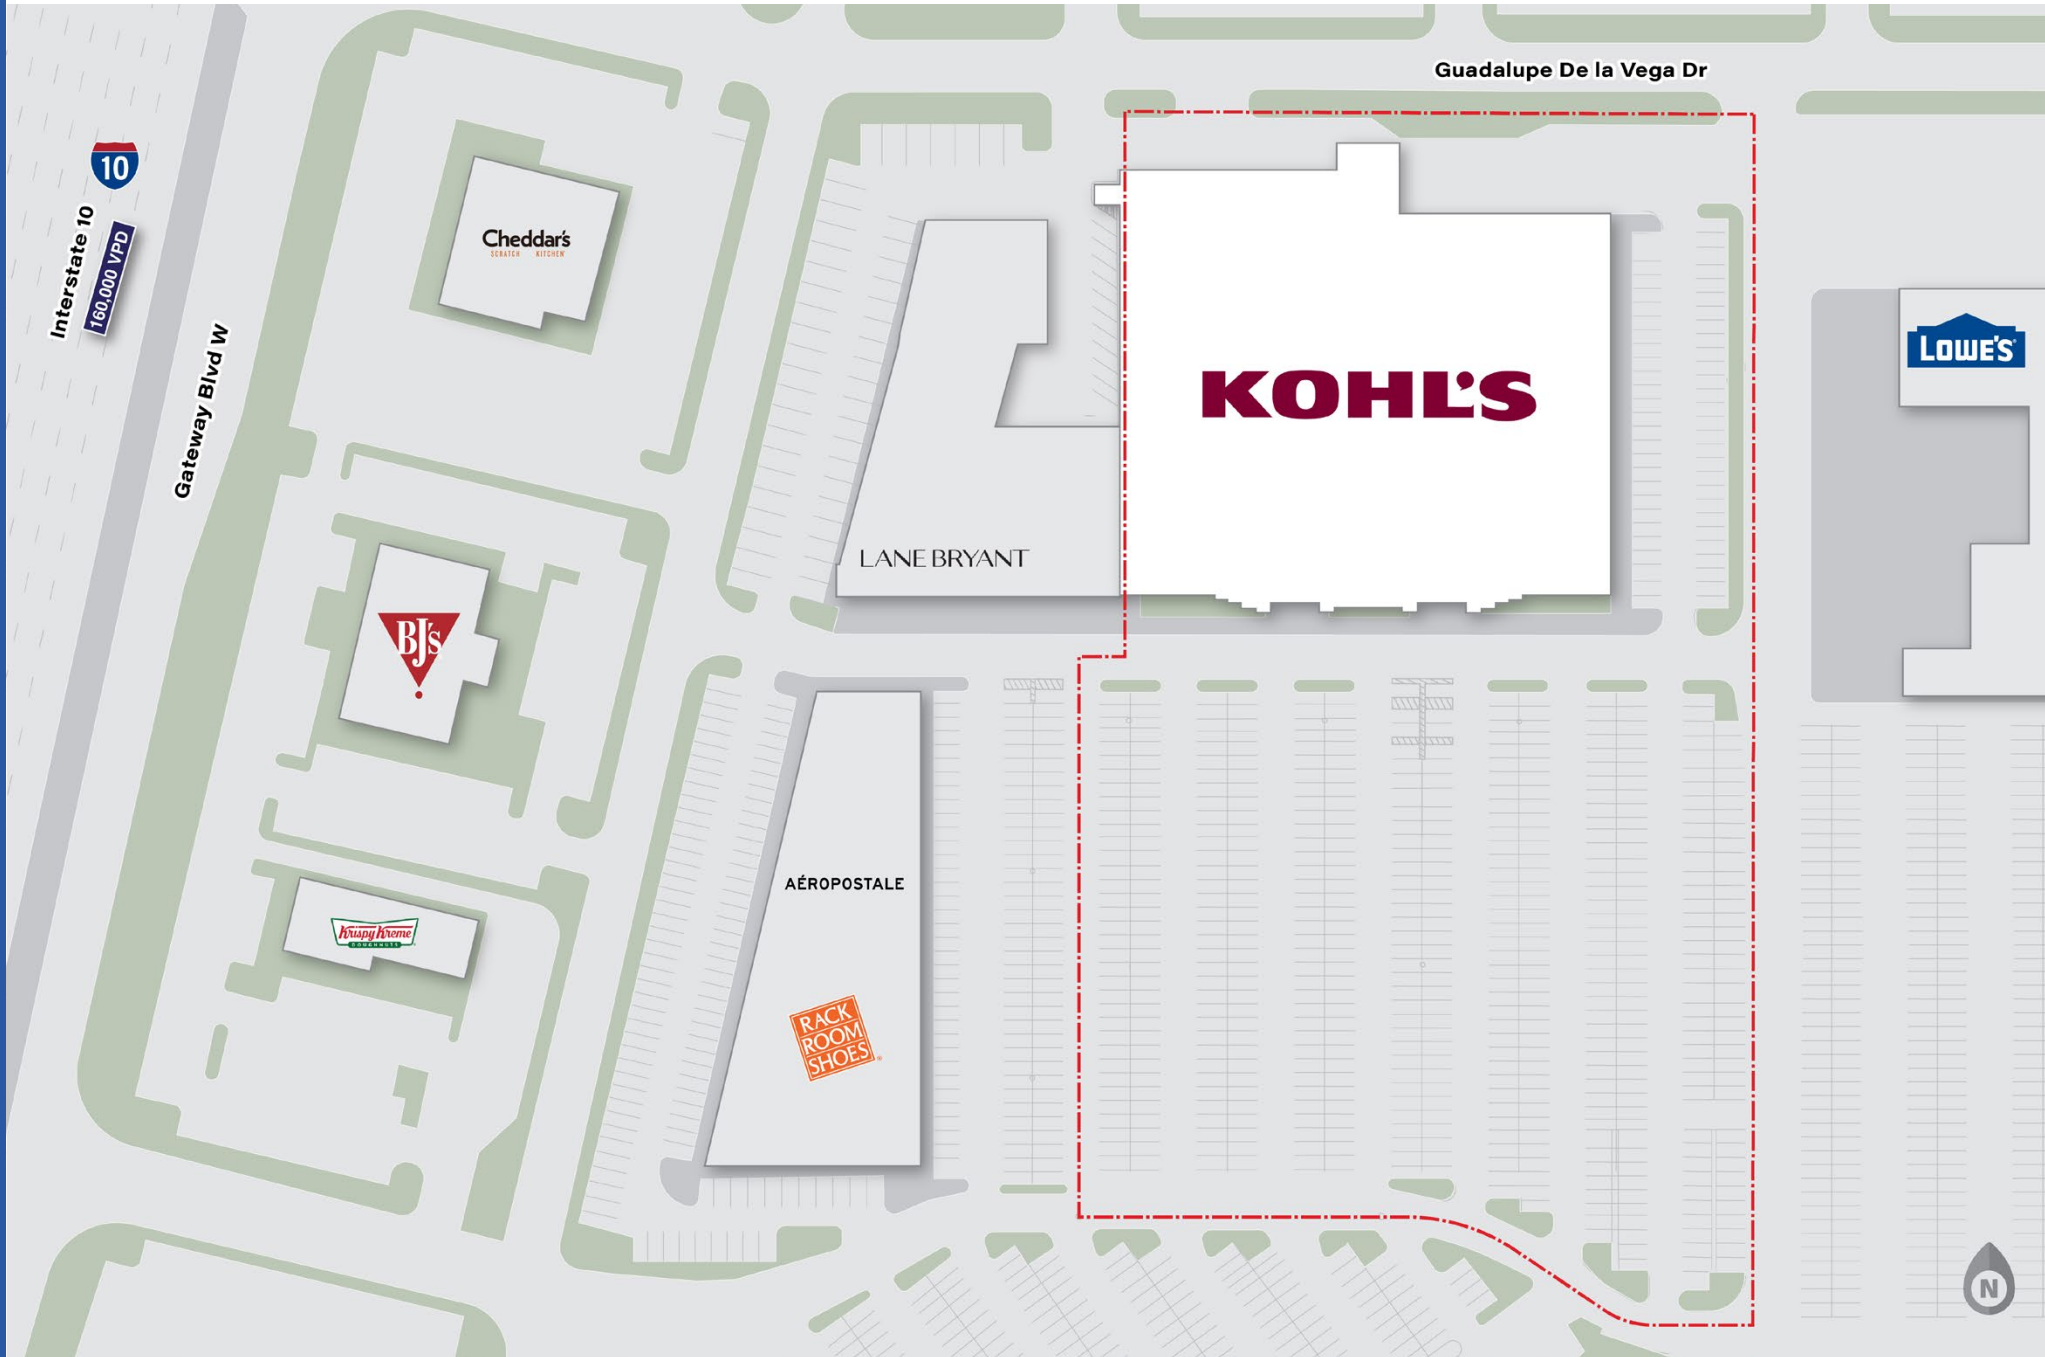 Guadalupe De la Vega Dr
10
Interstate 10
160,000 VPD
Gateway Blvd W
Cheddar's
SCRATCH KITCHEN
KOHL'S
LOWE'S
LANE BRYANT
BJ's
AÉROPOSTALE
Krispy Kreme
DOUGHNUTS
RACK
ROOM
SHOES®
N